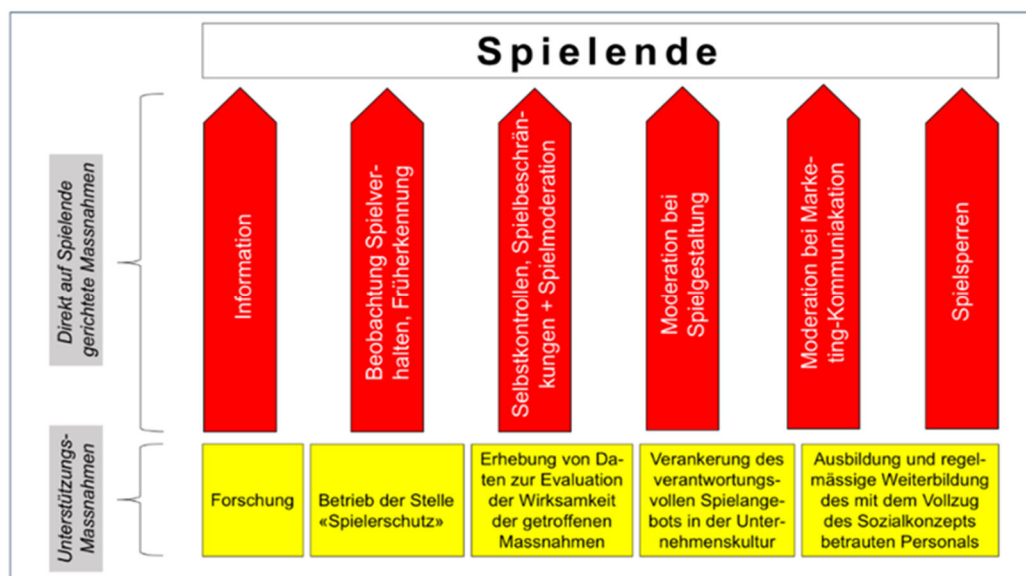 Spielende
Direkt auf Spielende
gerichtete Massnahmen
Information
Beobachtung Spielver-
halten, Früherkennung
Selbstkontrollen, Spielbeschrän-
kungen + Spielmoderation
Moderation bei
Spielgestaltung
Moderation bei Marke-
ting-Kommuniakation
Spielsperren
Unterstützungs-
Massnahmen
Forschung
Betrieb der Stelle
«Spielerschutz»
Erhebung von Da-
ten zur Evaluation
der Wirksamkeit
der getroffenen
Massnahmen
Verankerung des
verantwortungs-
vollen Spielange-
bots in der Unter-
nehmenskultur
Ausbildung und regel-
mässige Weiterbildung
des mit dem Vollzug
des Sozialkonzepts
betrauten Personals